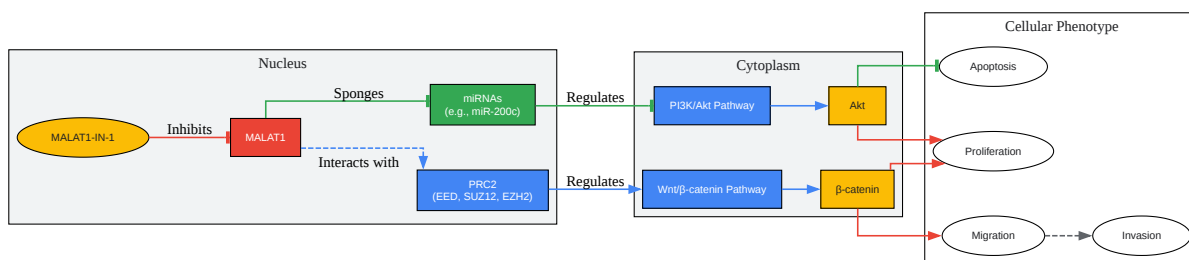 Cellular Phenotype
Nucleus
Cytoplasm
MALAT1-IN-1
Inhibits
MALAT1
Sponges
miRNAs
(e.g., miR-200c)
Interacts with
PRC2
(EED, SUZ12, EZH2)
Regulates
Regulates
PI3K/Akt Pathway
Akt
Wnt/β-catenin Pathway
β-catenin
Apoptosis
Proliferation
Migration
Invasion